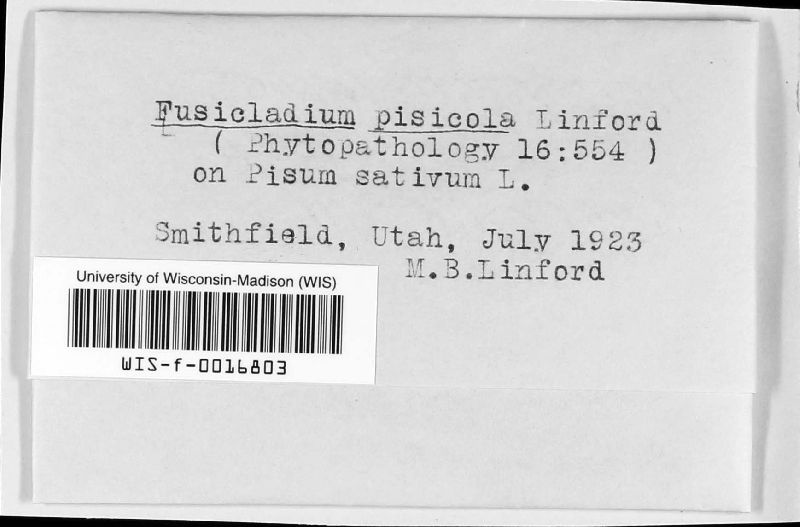 Fusicladium pisicola Linford
( Phytopathology 16:554 )
on Pisum sativum L.
Smithfield, Utah, July 1923
M.B.Linford
University of Wisconsin-Madison (WIS)
WIS-f-0016803